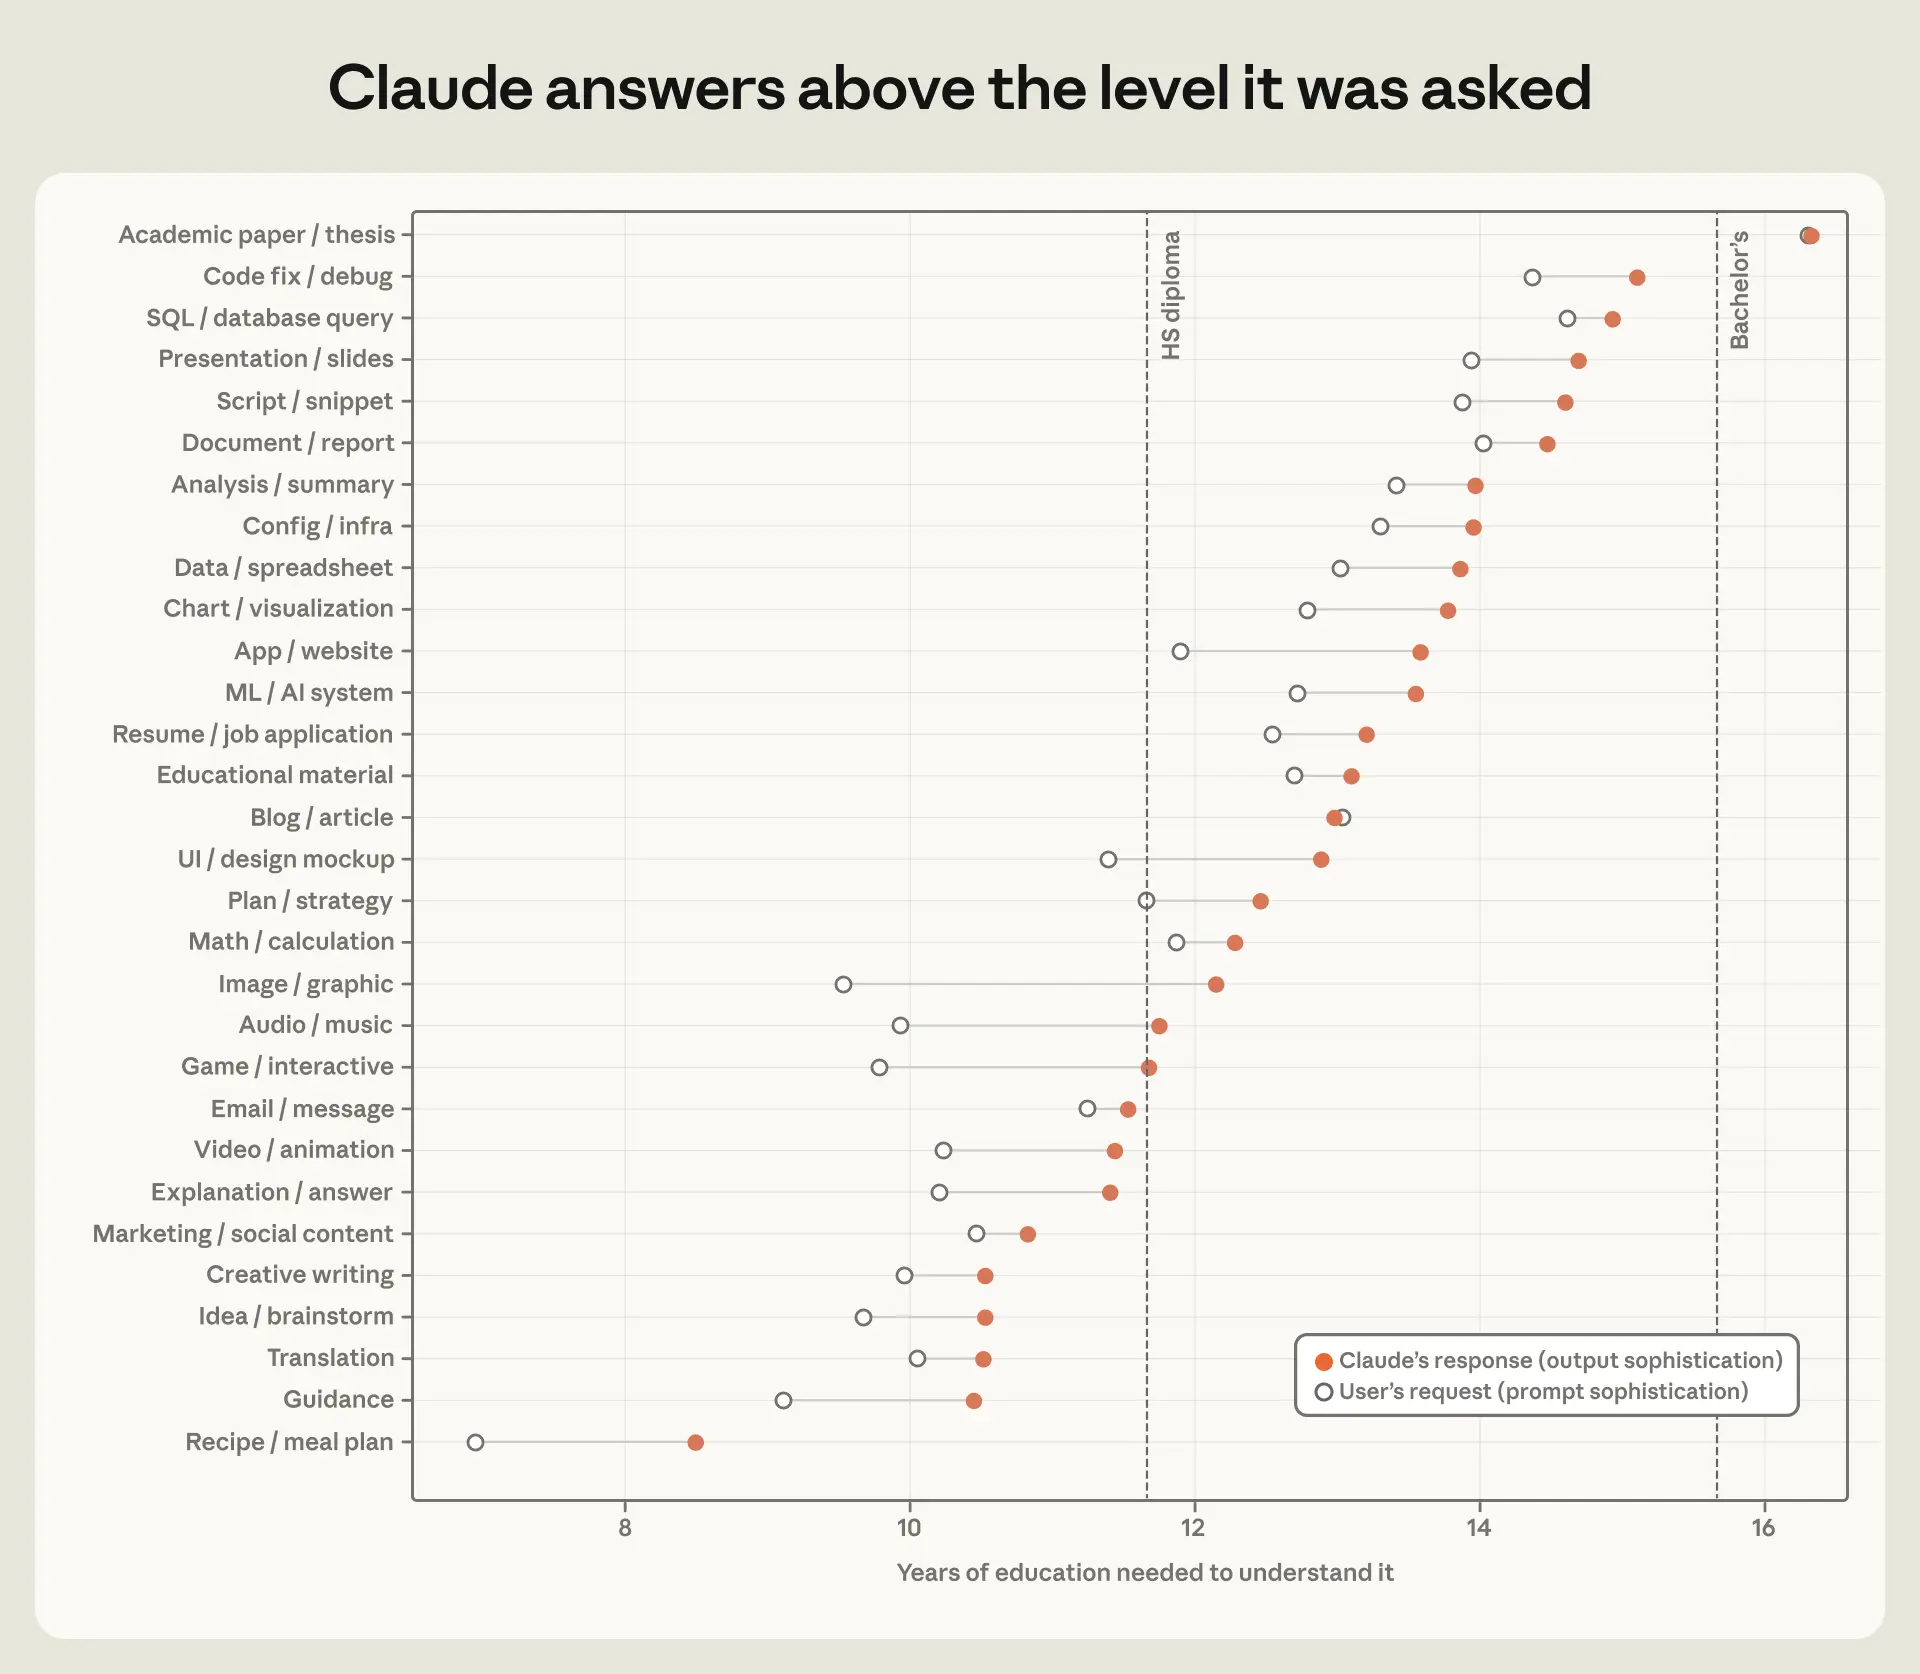 Claude answers above the level it was asked
Academic paper / thesis
Code fix / debug
SQL / database query
Presentation / slides
Script / snippet
Document / report
Analysis / summary
Config / infra
Data / spreadsheet
Chart / visualization
App / website
ML / AI system
Resume / job application
Educational material
Blog / article
UI / design mockup
Plan / strategy
Math / calculation
Image / graphic
Audio / music
Game / interactive
Email / message
Video / animation
Explanation / answer
Marketing / social content
Creative writing
Idea / brainstorm
Translation
Guidance
Recipe / meal plan
HS diploma
Bachelor's
Claude's response (output sophistication)
User's request (prompt sophistication)
8 10 12 14 16
Years of education needed to understand it